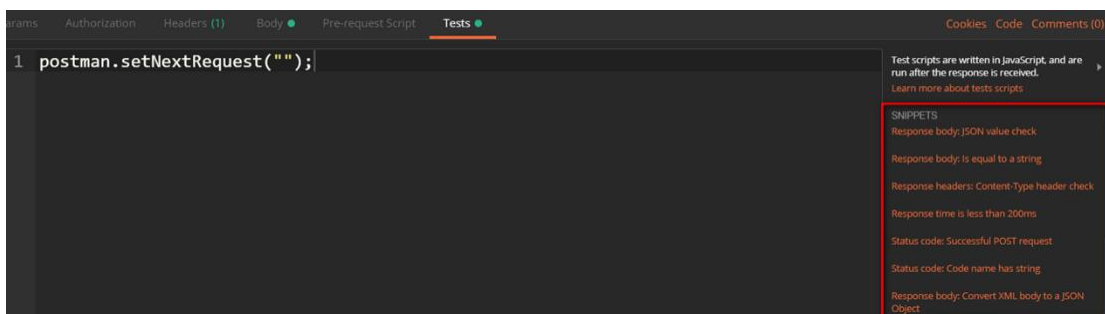 arams Authorization Headers (1) Body Pre-request Script Tests Cookies Code Comments (0)
1 postman.setNextRequest("");
Test scripts are written in JavaScript, and are
run after the response is received.
Learn more about tests scripts
SNIPPETS
Response body: JSON value check
Response body: Is equal to a string
Response headers: Content-Type header check
Response time is less than 200ms
Status code: Successful POST request
Status code: Code name has string
Response body: Convert XML body to a JSON
Object